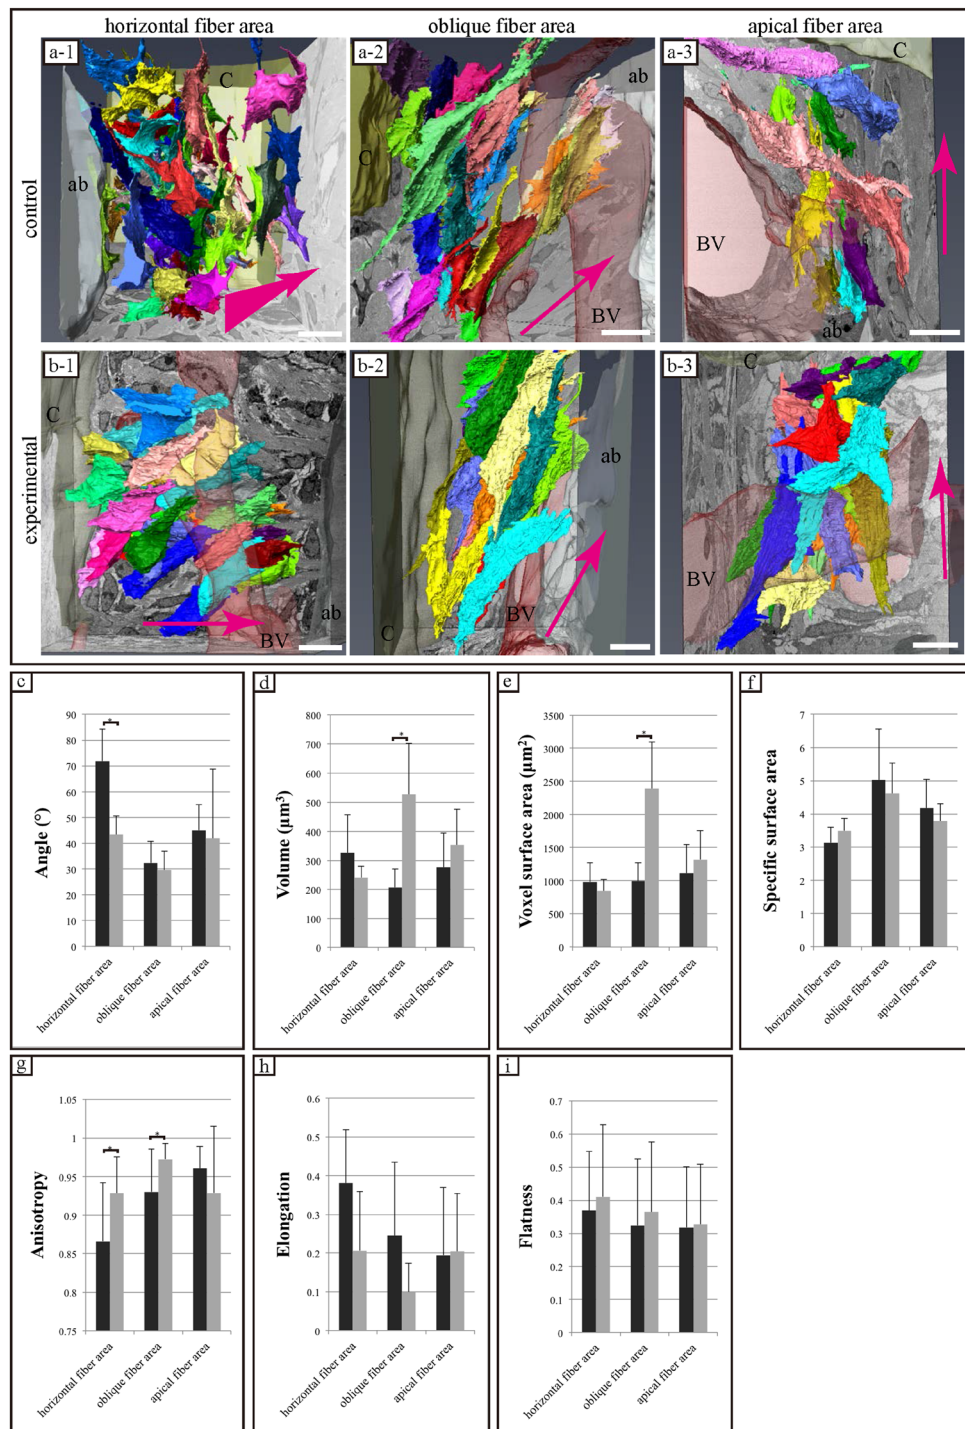 horizontal fiber area
oblique fiber area
apical fiber area
control
a-1
C
ab
a-2
ab
C
BV
a-3
C
BV
ab
experimental
b-1
C
ab
BV
b-2
ab
BV
C
b-3
C
BV
c
Angle (°)
90
80
70
60
50
40
30
20
10
0
*
horizontal fiber area
oblique fiber area
apical fiber area
d
Volume (µm³)
800
700
600
500
400
300
200
100
0
*
horizontal fiber area
oblique fiber area
apical fiber area
e
Voxel surface area (µm²)
3500
3000
2500
2000
1500
1000
500
0
*
horizontal fiber area
oblique fiber area
apical fiber area
f
Specific surface area
7
6
5
4
3
2
1
0
horizontal fiber area
oblique fiber area
apical fiber area
g
Anisotropy
1.05
1
0.95
0.9
0.85
0.8
0.75
*
*
horizontal fiber area
oblique fiber area
apical fiber area
h
Elongation
0.6
0.5
0.4
0.3
0.2
0.1
0
horizontal fiber area
oblique fiber area
apical fiber area
i
Flatness
0.7
0.6
0.5
0.4
0.3
0.2
0.1
0
horizontal fiber area
oblique fiber area
apical fiber area